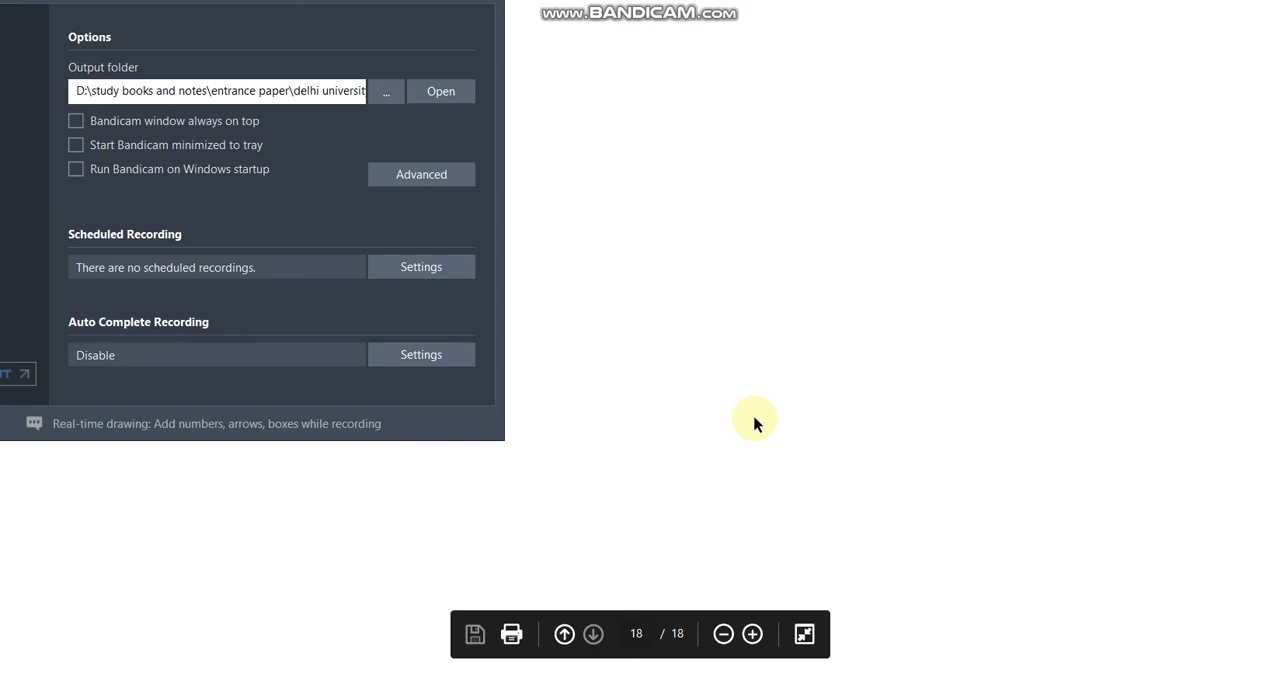 www.BANDICAM.com
Options
Output folder
D:\study books and notes\entrance paper\delhi universit
...
Open
Bandicam window always on top
Start Bandicam minimized to tray
Run Bandicam on Windows startup
Advanced
Scheduled Recording
There are no scheduled recordings.
Settings
Auto Complete Recording
Disable
Settings
Real-time drawing: Add numbers, arrows, boxes while recording
18 / 18